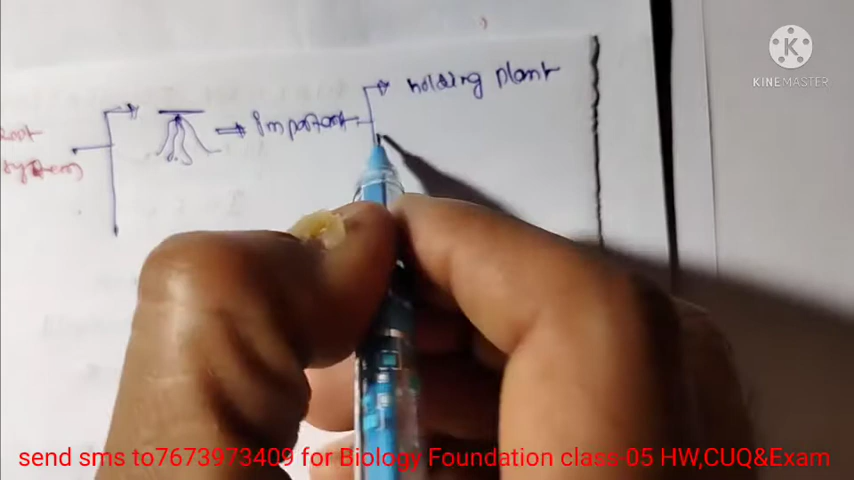 holding plant
Important
Root
system
KINEMASTER
send sms to7673973409 for Biology Foundation class-05 HW,CUQ&Exam